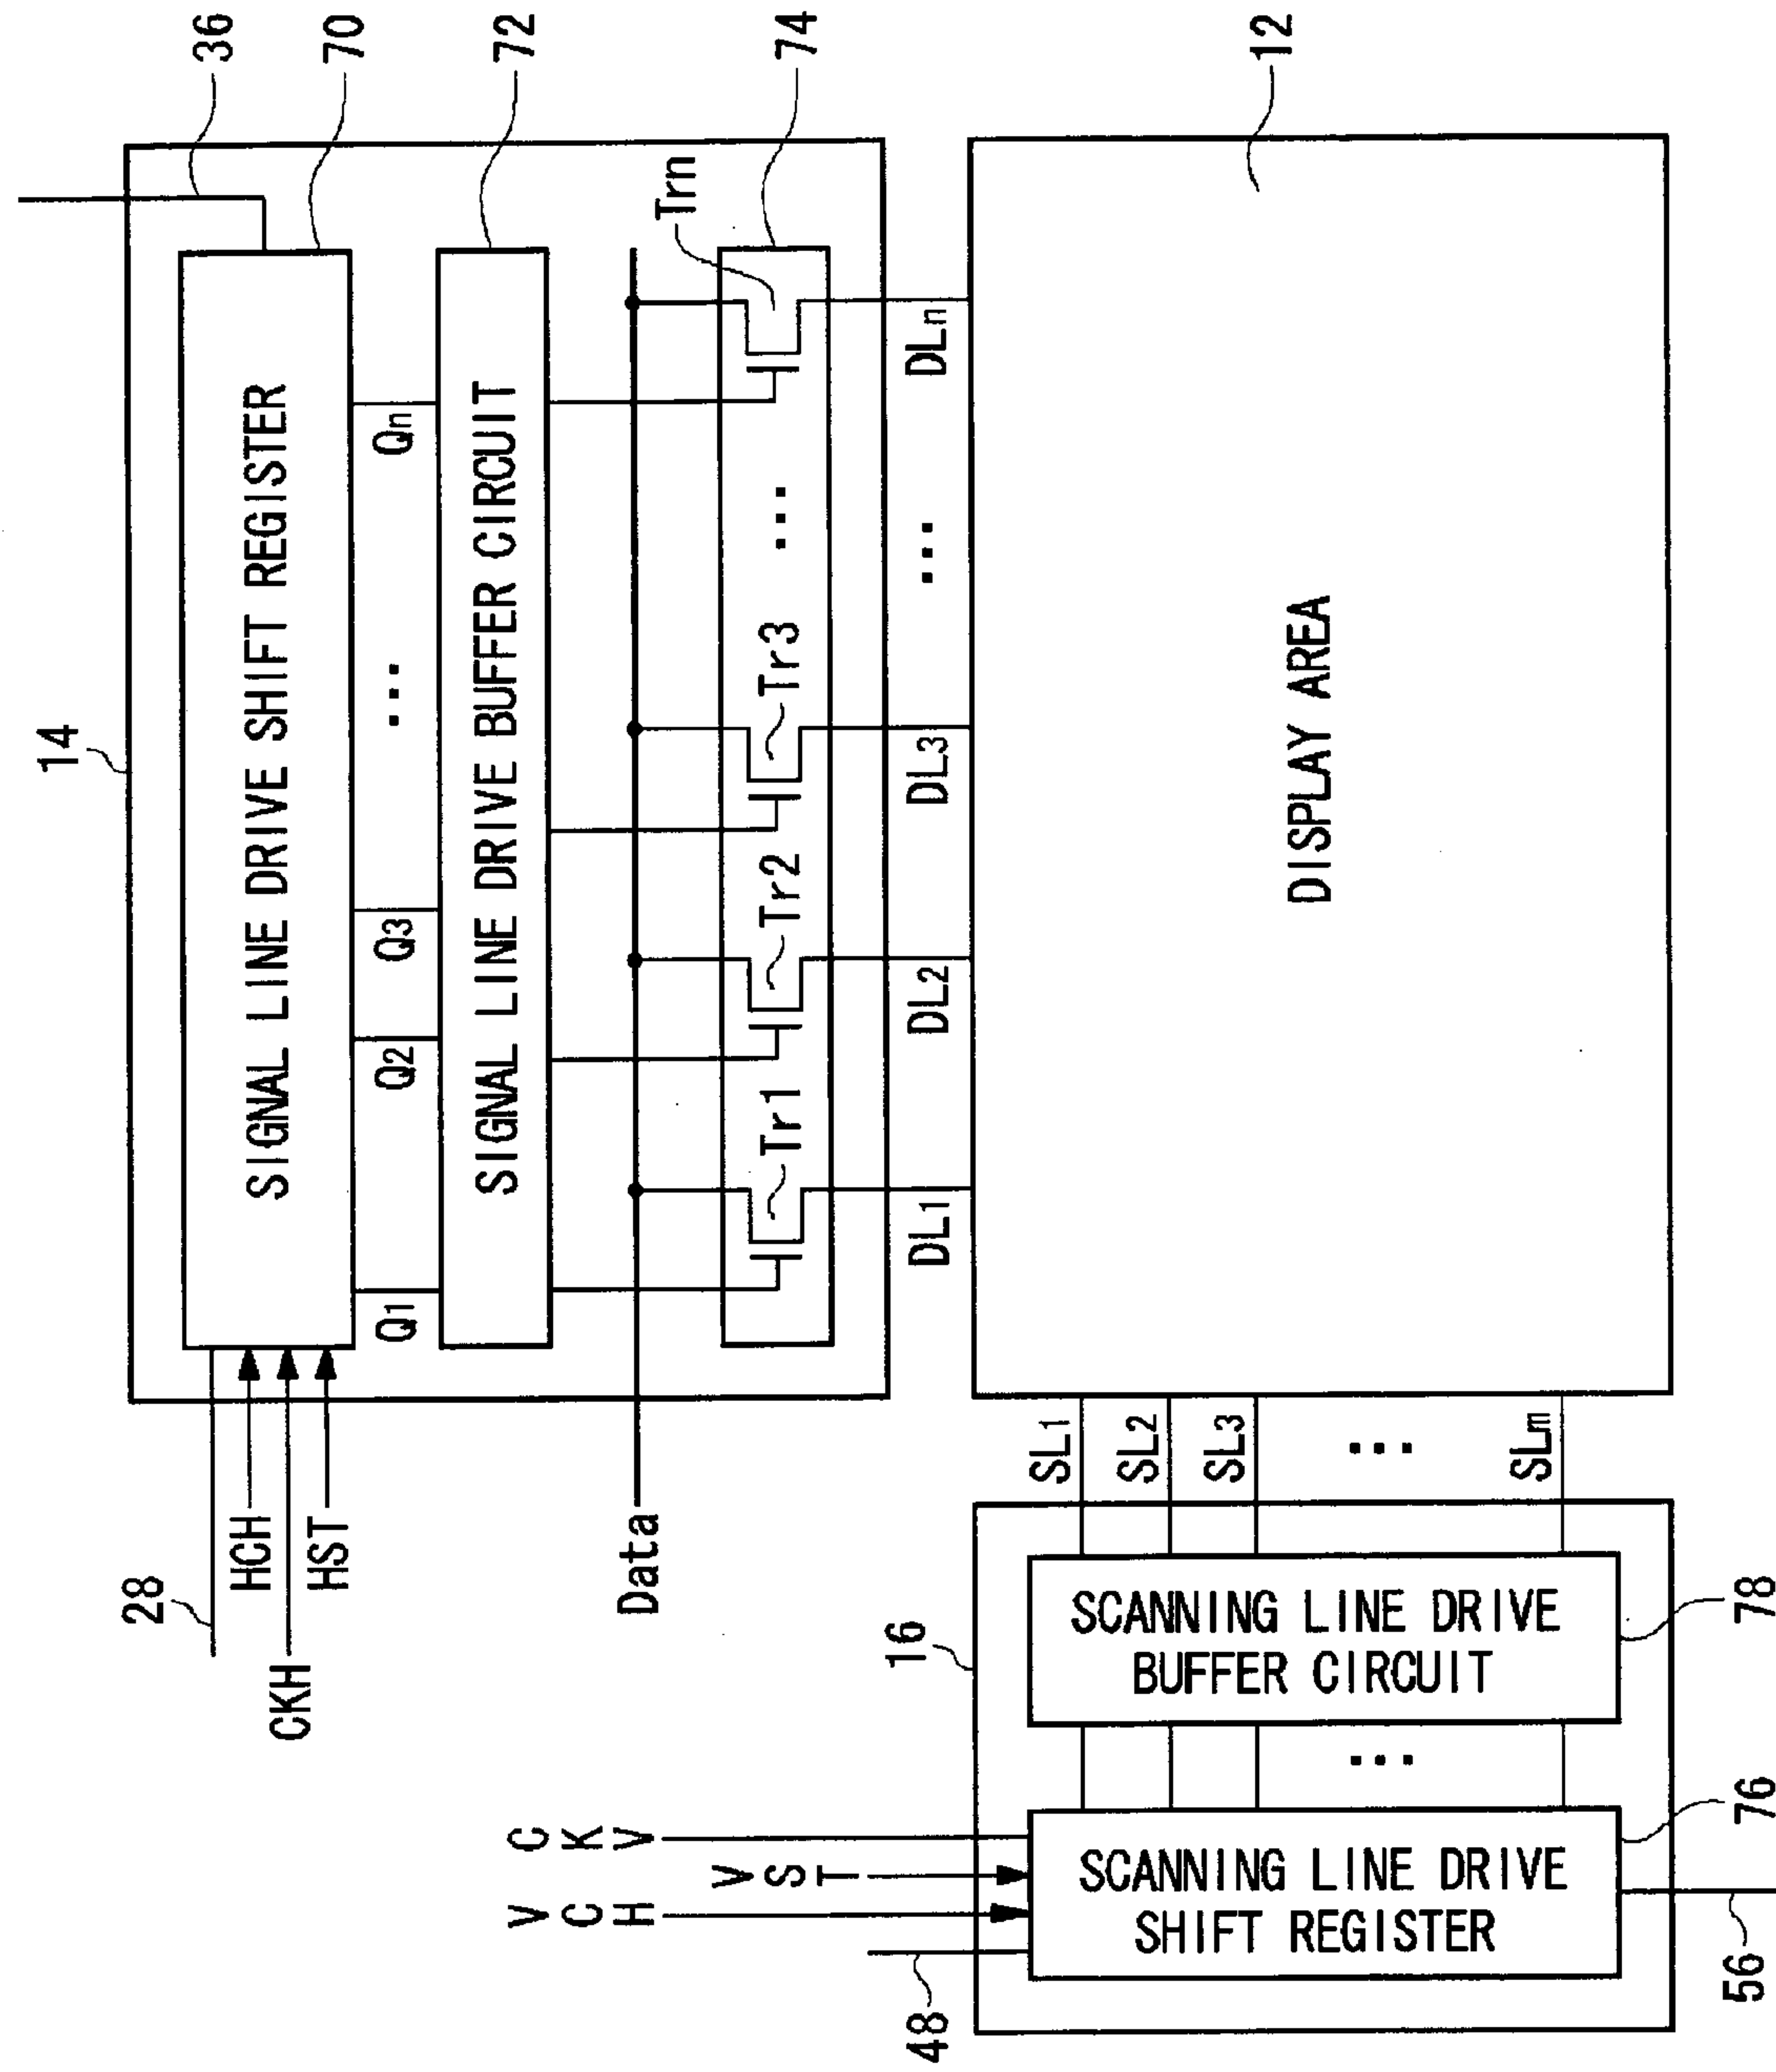 14
36
70
72
74
12
SIGNAL LINE DRIVE SHIFT REGISTER
28
HCH
CKH
HST
Q1
Q2
Q3
...
Qn
SIGNAL LINE DRIVE BUFFER CIRCUIT
Data
Tr1
Tr2
Tr3
...
Trn
DL1
DL2
DL3
...
DLn
DISPLAY AREA
SL1
SL2
SL3
...
SLm
16
SCANNING LINE DRIVE
BUFFER CIRCUIT
78
...
CKV
VST
VCH
48
SCANNING LINE DRIVE
SHIFT REGISTER
76
56